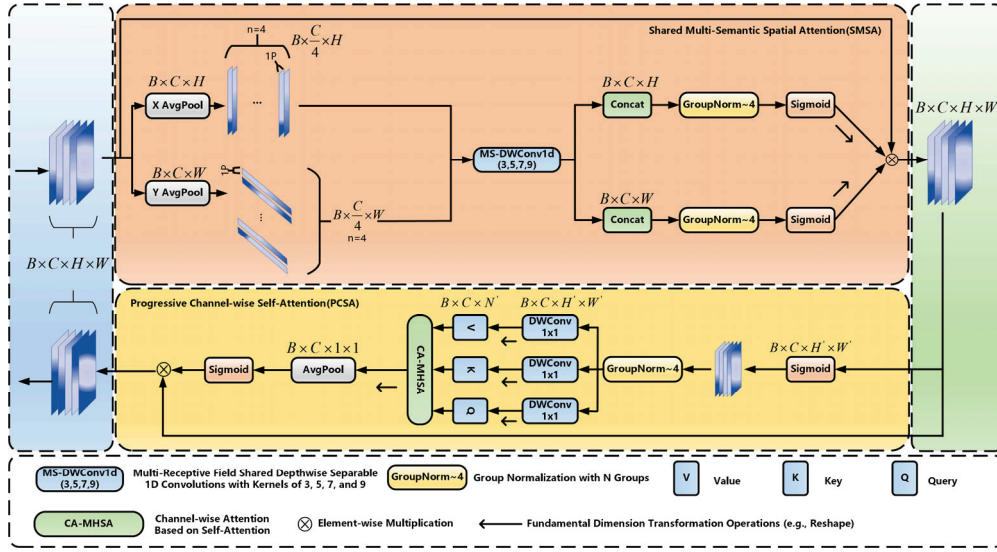 Shared Multi-Semantic Spatial Attention(SMSA)
n=4
B×C/4×H
1P
B×C×H
X AvgPool
...
B×C×W
Y AvgPool
1P
...
B×C/4×W
n=4
B×C×H×W
MS-DWConv1d
(3,5,7,9)
B×C×H
Concat
GroupNorm~4
Sigmoid
B×C×W
Concat
GroupNorm~4
Sigmoid
B×C×H×W
Progressive Channel-wise Self-Attention(PCSA)
B×C×H'×W'
Sigmoid
GroupNorm~4
B×C×H'×W'
DWConv
1x1
DWConv
1x1
DWConv
1x1
B×C×N'
V
K
Q
CA-MHSA
B×C×1×1
AvgPool
Sigmoid
MS-DWConv1d
(3,5,7,9)
Multi-Receptive Field Shared Depthwise Separable
1D Convolutions with Kernels of 3, 5, 7, and 9
GroupNorm~4
Group Normalization with N Groups
V
Value
K
Key
Q
Query
CA-MHSA
Channel-wise Attention
Based on Self-Attention
Element-wise Multiplication
Fundamental Dimension Transformation Operations (e.g., Reshape)